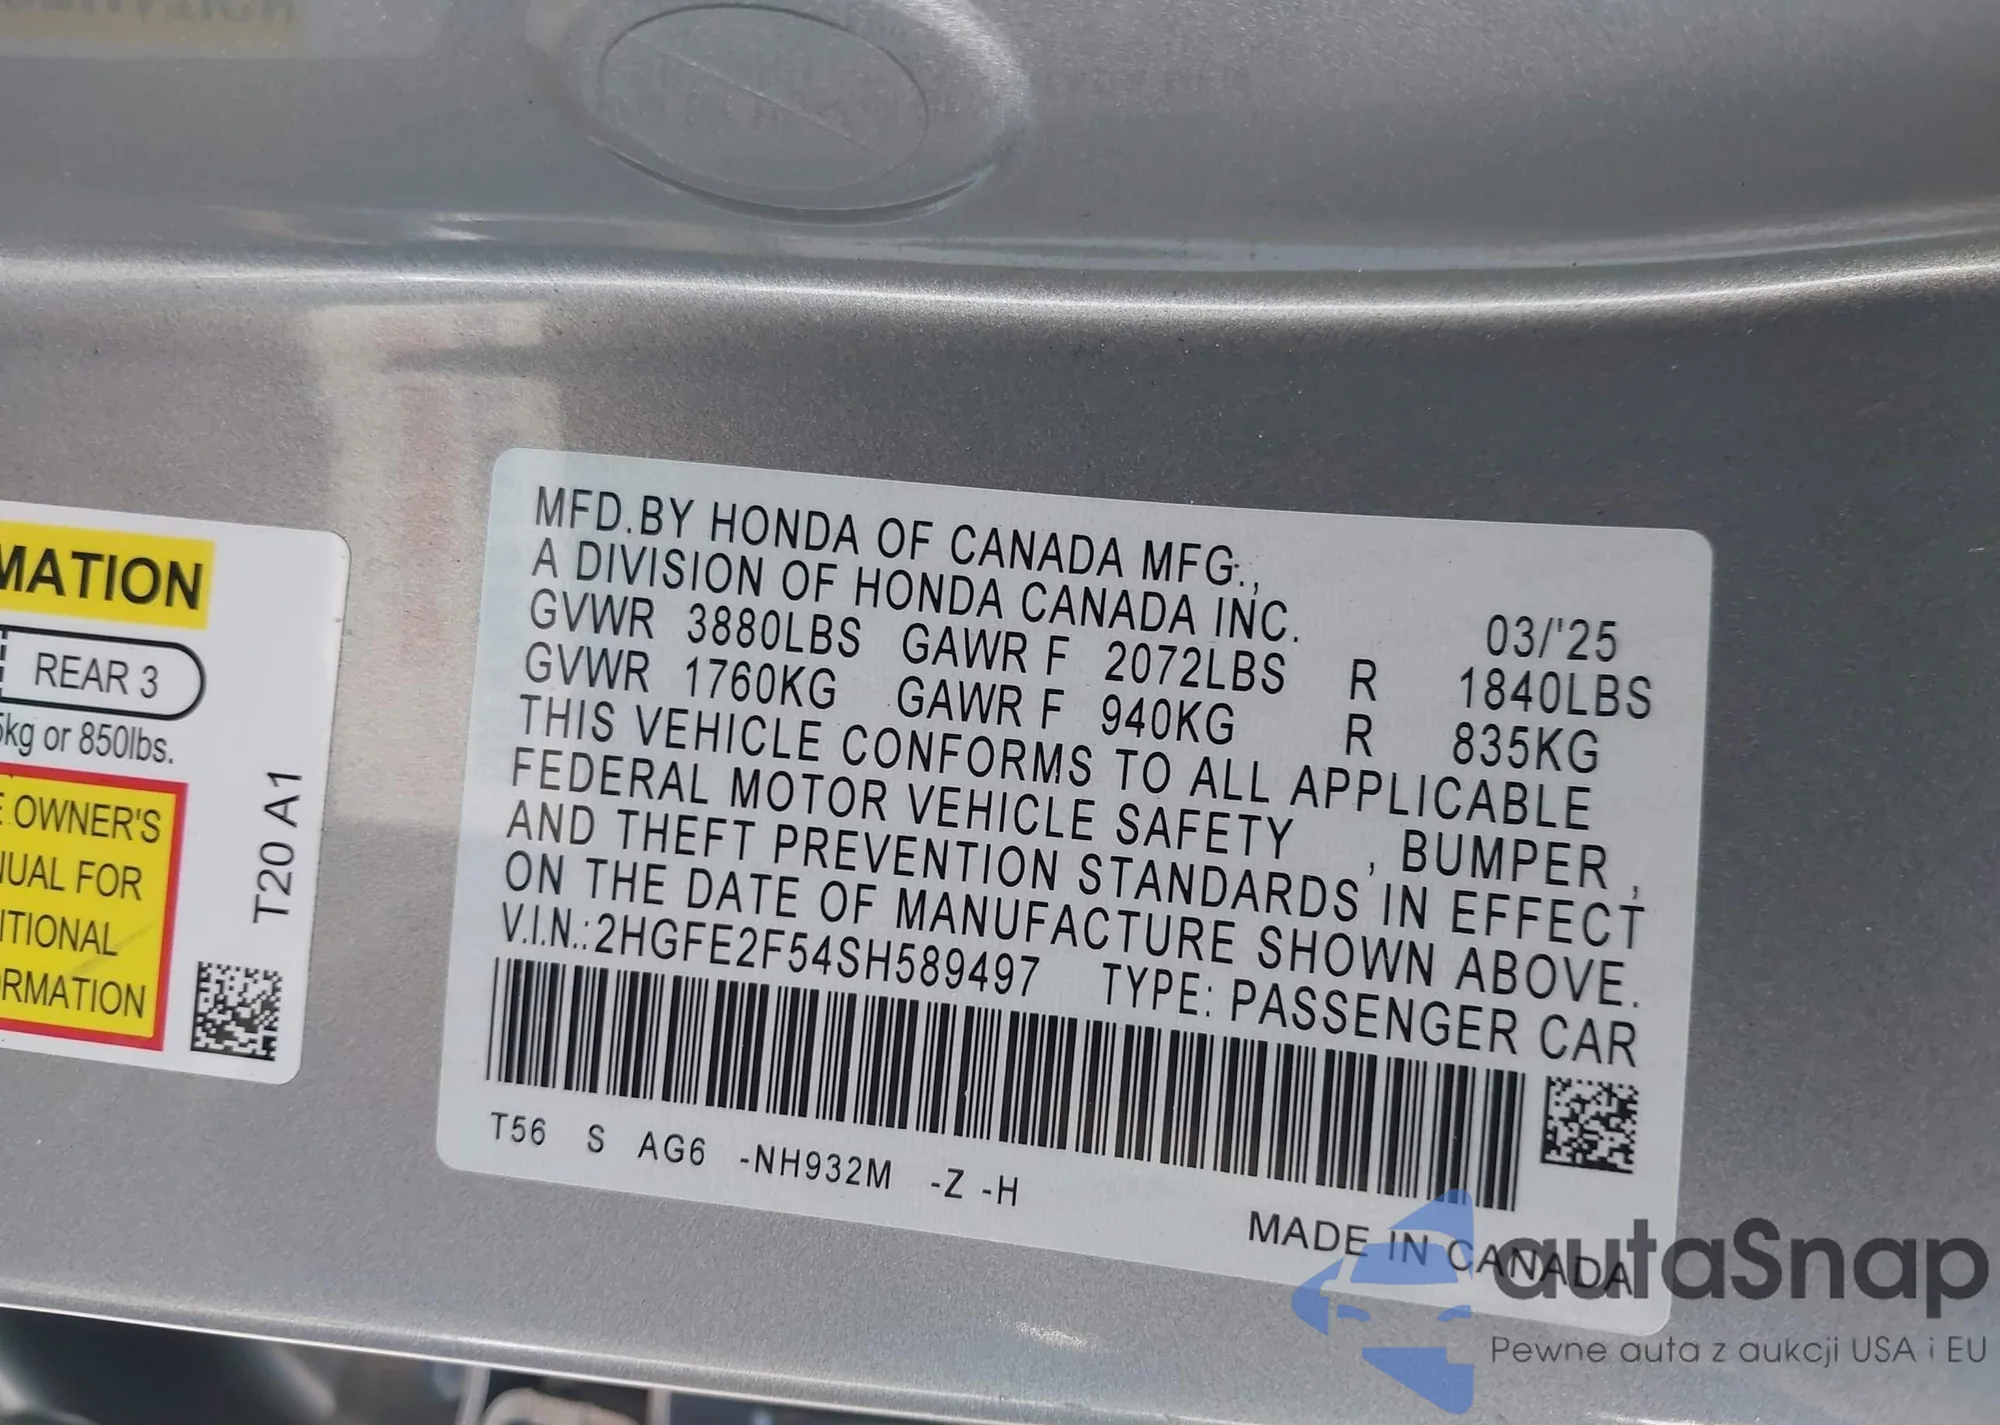 MATION
REAR 3
kg or 850lbs.
OWNER'S
UAL FOR
ITIONAL
RMATION
T20 A1
MFD.BY HONDA OF CANADA MFG.,
A DIVISION OF HONDA CANADA INC.
03/'25
GVWR 3880LBS GAWR F 2072LBS R 1840LBS
GVWR 1760KG GAWR F 940KG R 835KG
THIS VEHICLE CONFORMS TO ALL APPLICABLE
FEDERAL MOTOR VEHICLE SAFETY , BUMPER ,
AND THEFT PREVENTION STANDARDS IN EFFECT
ON THE DATE OF MANUFACTURE SHOWN ABOVE.
V.I.N.:2HGFE2F54SH589497 TYPE: PASSENGER CAR
T56 S AG6 -NH932M -Z -H
MADE IN CANADA
autaSnap
Pewne auta z aukcji USA i EU